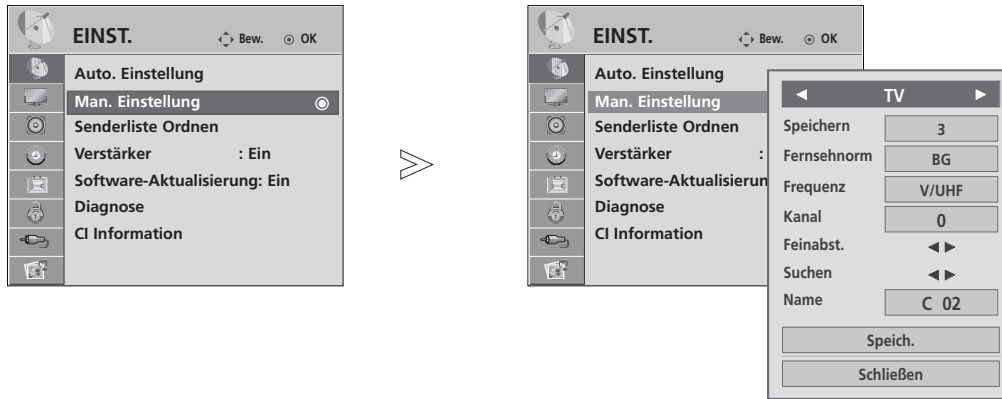 EINST.
Bew.
OK
Auto. Einstellung
Man. Einstellung
Senderliste Ordnen
Verstärker : Ein
Software-Aktualisierung: Ein
Diagnose
CI Information
EINST.
Bew.
OK
Auto. Einstellung
Man. Einstellung
Senderliste Ordnen
Verstärker :
Software-Aktualisierun
Diagnose
CI Information
◄ TV ►
Speichern 3
Fernsehnorm BG
Frequenz V/UHF
Kanal 0
Feinabst. ◄ ►
Suchen ◄ ►
Name C 02
Speich.
Schließen